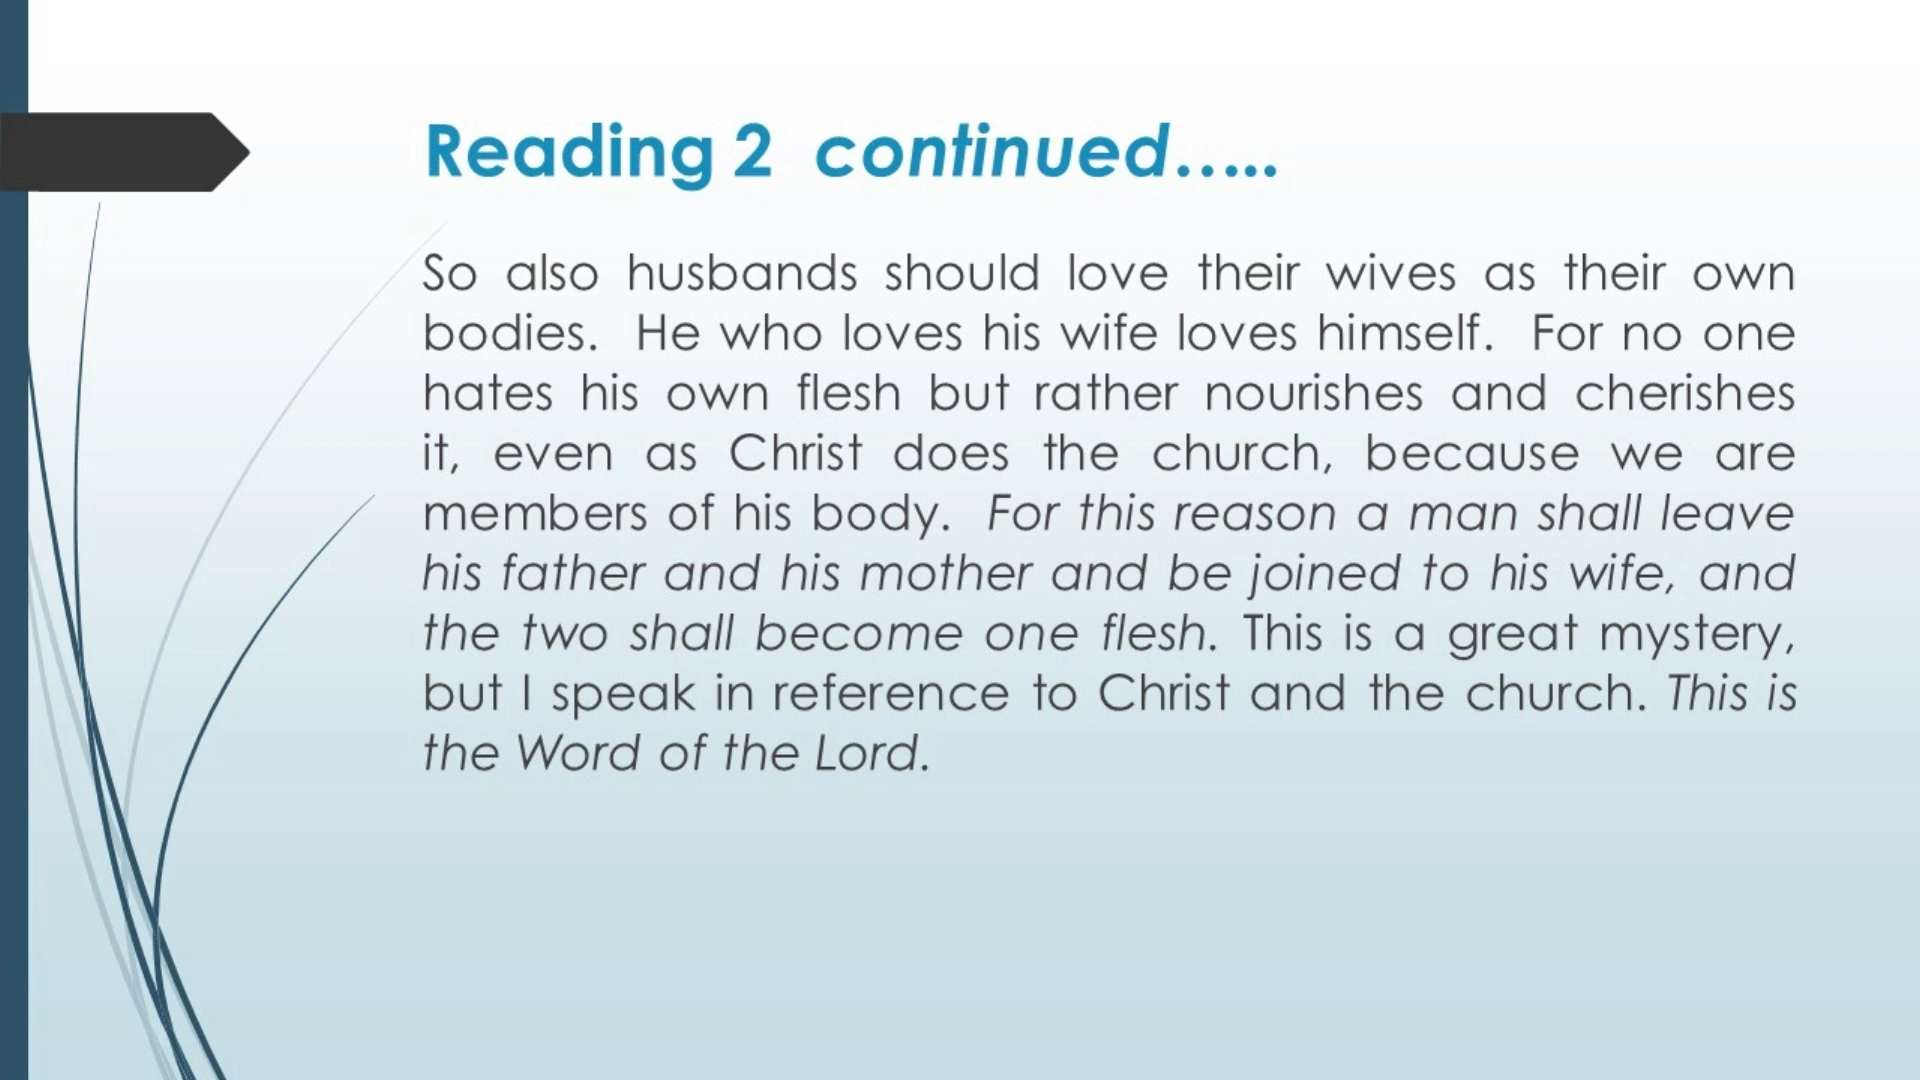 Reading 2 continued.....
So also husbands should love their wives as their own
bodies. He who loves his wife loves himself. For no one
hates his own flesh but rather nourishes and cherishes
it, even as Christ does the church, because we are
members of his body. For this reason a man shall leave
his father and his mother and be joined to his wife, and
the two shall become one flesh. This is a great mystery,
but I speak in reference to Christ and the church. This is
the Word of the Lord.